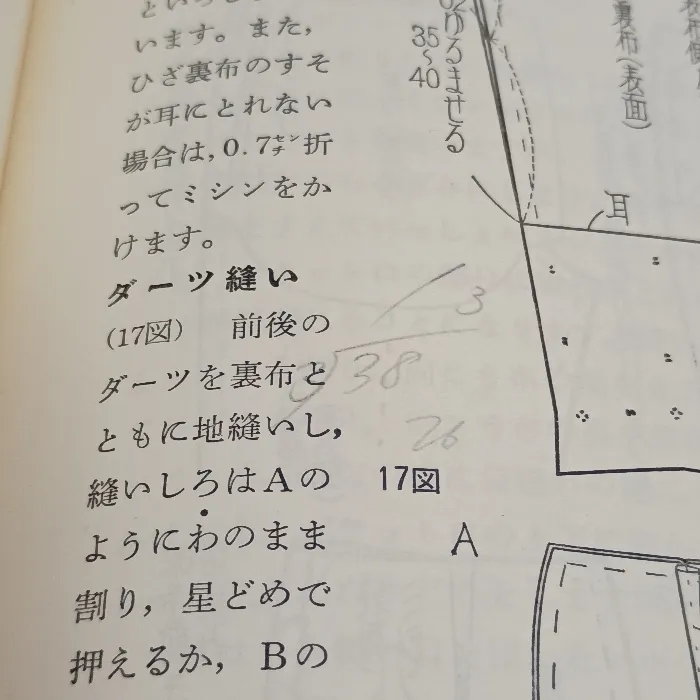 います。また,
ひざ裏布のすそ
が耳にとれない
場合は, 0.7センチ折
ってミシンをか
けます。
ダーツ縫い
(17図) 前後の
ダーツを裏布と
ともに地縫いし,
縫いしろはAの
ようにわのまま
割り, 星どめで
押えるか, Bの
ゆるませる
35~40
裏布(表面)
耳
3
38
26
17図
A